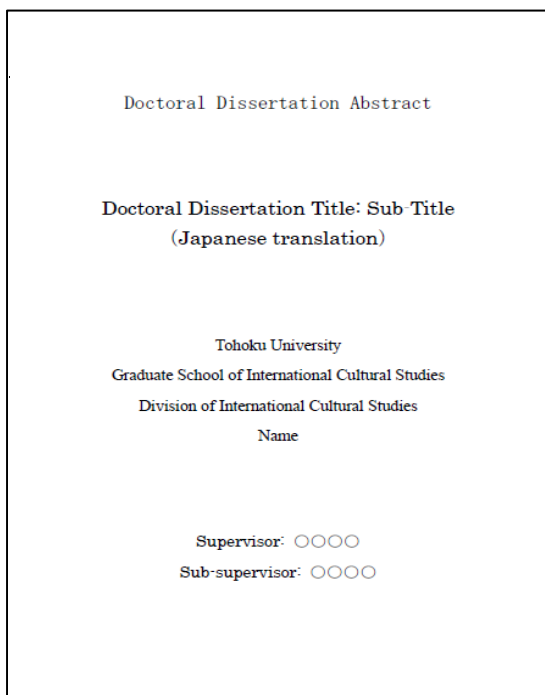 Doctoral Dissertation Abstract
Doctoral Dissertation Title: Sub-Title
(Japanese translation)
Tohoku University
Graduate School of International Cultural Studies
Division of International Cultural Studies
Name
Supervisor: ○○○○
Sub-supervisor: ○○○○